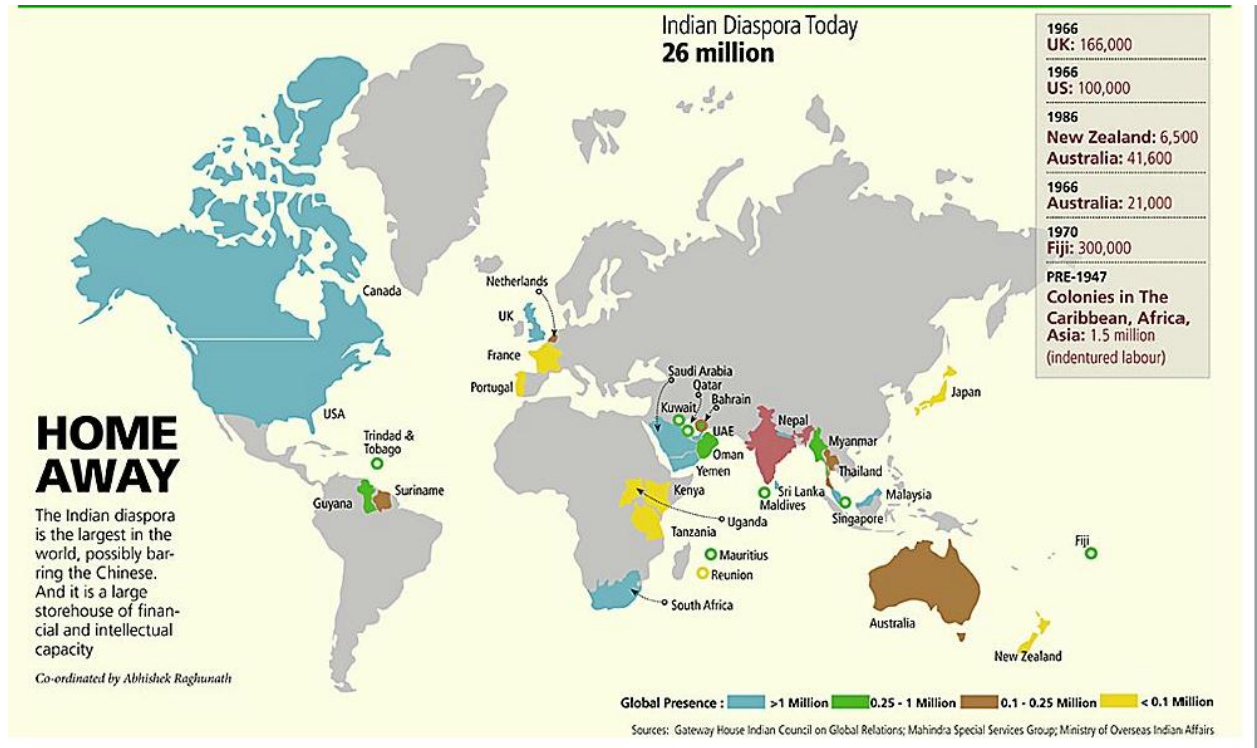 Indian Diaspora Today
26 million
1966
UK: 166,000
1966
US: 100,000
1986
New Zealand: 6,500
Australia: 41,600
1966
Australia: 21,000
1970
Fiji: 300,000
PRE-1947
Colonies in The
Caribbean, Africa,
Asia: 1.5 million
(indentured labour)
Canada
Netherlands
UK
France
Portugal
USA
Saudi Arabia
Qatar
Bahrain
Kuwait
UAE
Oman
Yemen
Nepal
Myanmar
Thailand
Japan
Sri Lanka
Maldives
Malaysia
Singapore
Trindad &
Tobago
Guyana
Suriname
Kenya
Uganda
Tanzania
Mauritius
Reunion
South Africa
Fiji
Australia
New Zealand
HOME
AWAY
The Indian diaspora
is the largest in the
world, possibly bar-
ring the Chinese.
And it is a large
storehouse of finan-
cial and intellectual
capacity
Co-ordinated by Abhishek Raghunath
Global Presence : >1 Million 0.25 - 1 Million 0.1 - 0.25 Million < 0.1 Million
Sources: Gateway House Indian Council on Global Relations; Mahindra Special Services Group; Ministry of Overseas Indian Affairs